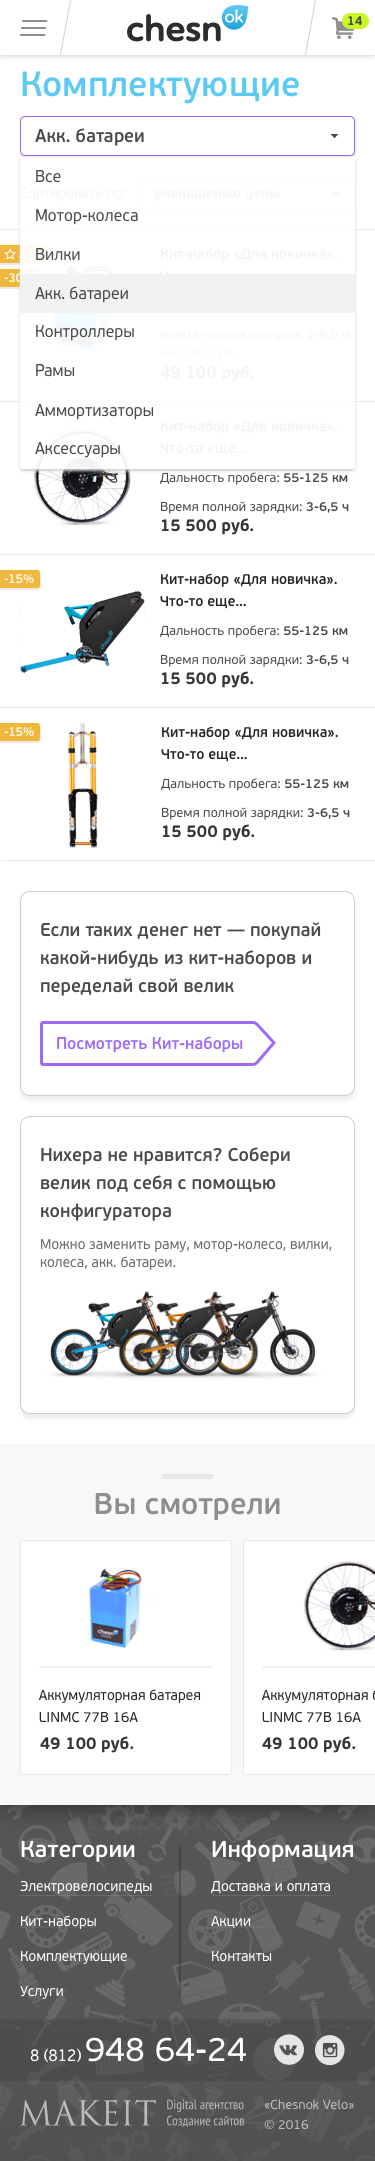 chesn ok
14
Комплектующие
Акк. батареи
Сортировать по: уменьшению цены
Все
Мотор-колеса
Вилки
Акк. батареи
Контроллеры
Рамы
Аммортизаторы
Аксессуары
Кит-набор «Для новичка».
-30
Время полной зарядки: 3-6,5 ч
49 100 руб.
Кит-набор «Для новичка».
Что-то еще...
Дальность пробега: 55-125 км
Время полной зарядки: 3-6,5 ч
15 500 руб.
-15%
Кит-набор «Для новичка».
Что-то еще...
Дальность пробега: 55-125 км
Время полной зарядки: 3-6,5 ч
15 500 руб.
-15%
Кит-набор «Для новичка».
Что-то еще...
Дальность пробега: 55-125 км
Время полной зарядки: 3-6,5 ч
15 500 руб.
Если таких денег нет — покупай
какой-нибудь из кит-наборов и
переделай свой велик
Посмотреть Кит-наборы
Нихера не нравится? Собери
велик под себя с помощью
конфигуратора
Можно заменить раму, мотор-колесо, вилки,
колеса, акк. батареи.
Вы смотрели
Аккумуляторная батарея
LINMC 77В 16А
49 100 руб.
Аккумуляторная
LINMC 77В 16А
49 100 руб.
Категории
Электровелосипеды
Кит-наборы
Комплектующие
Услуги
Информация
Доставка и оплата
Акции
Контакты
8 (812) 948 64-24
MAKEIT
Digital агентство
Создание сайтов
«Chesnok Velo»
© 2016